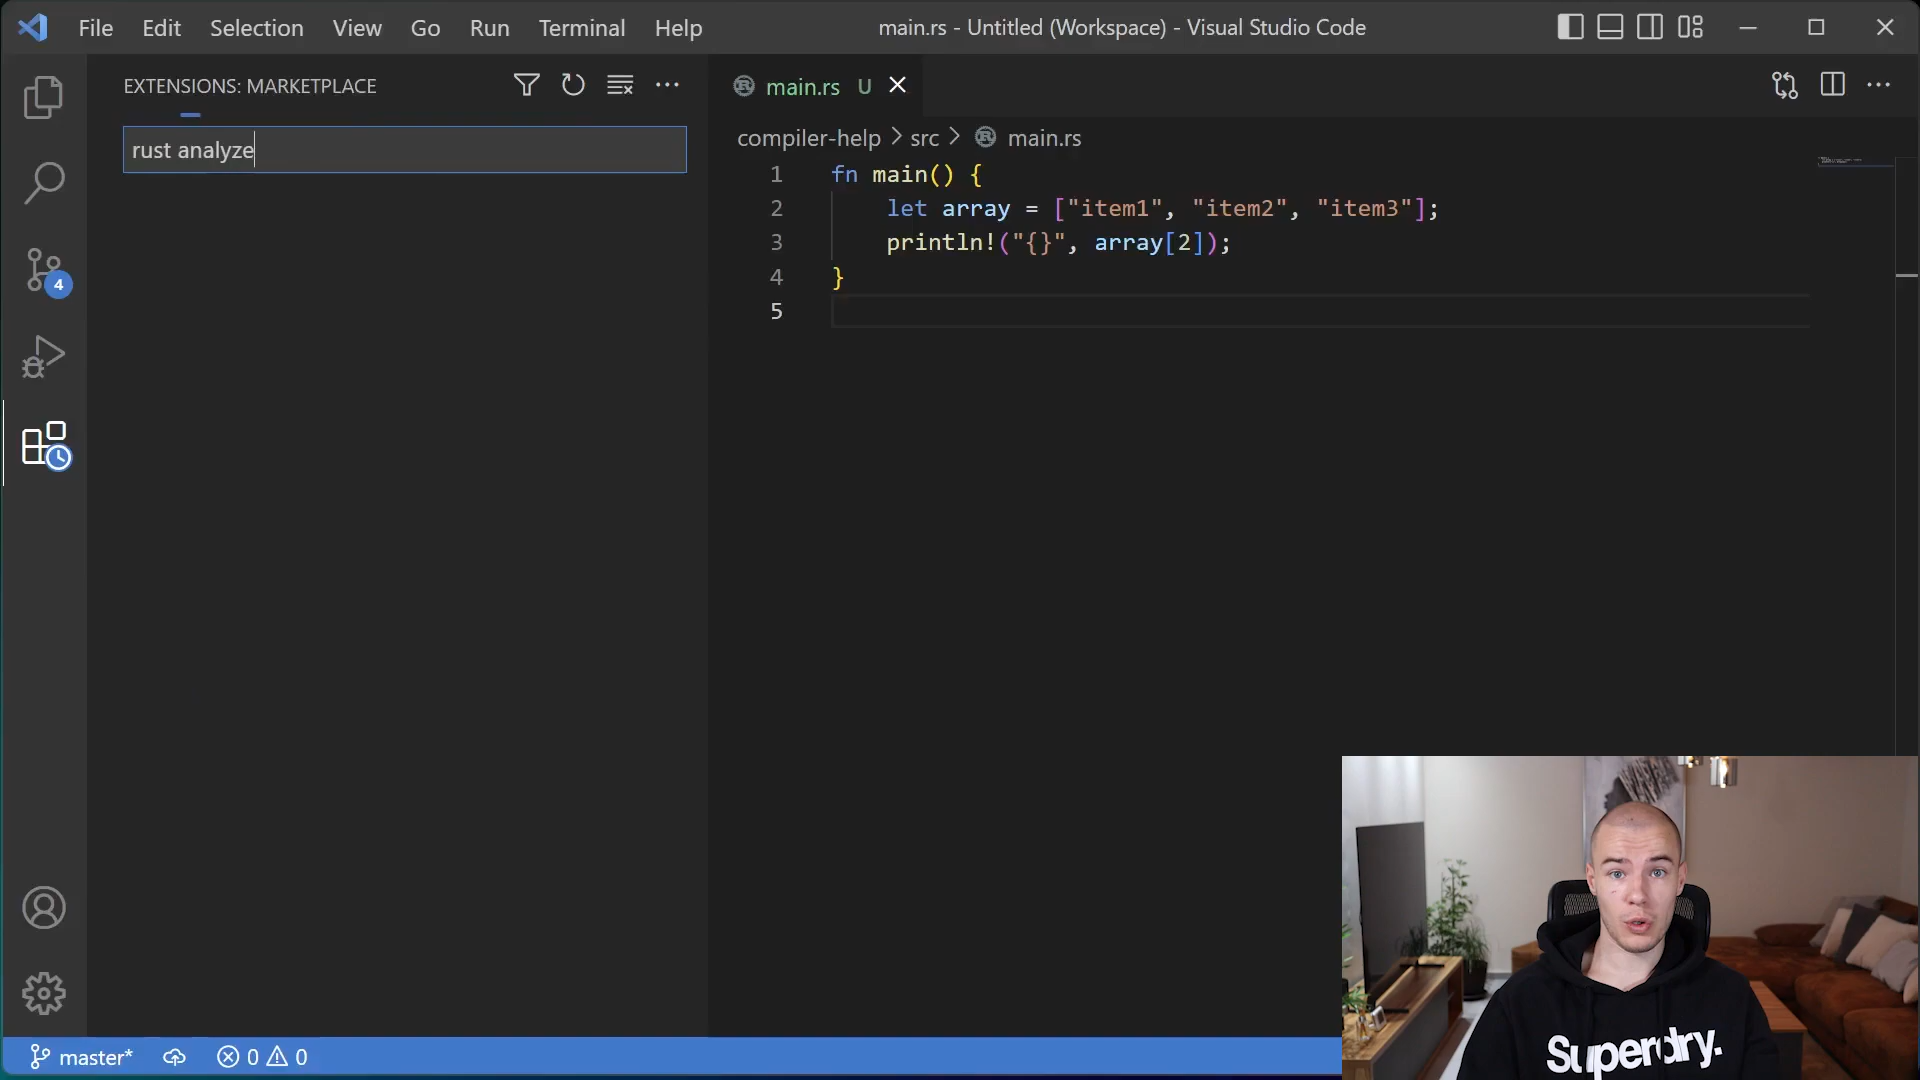 File Edit Selection View Go Run Terminal Help
main.rs - Untitled (Workspace) - Visual Studio Code
EXTENSIONS: MARKETPLACE
rust analyze
4
main.rs U
compiler-help > src > main.rs
1 fn main() {
2     let array = ["item1", "item2", "item3"];
3     println!("{}", array[2]);
4 }
5
master* 0 0
Superdry.